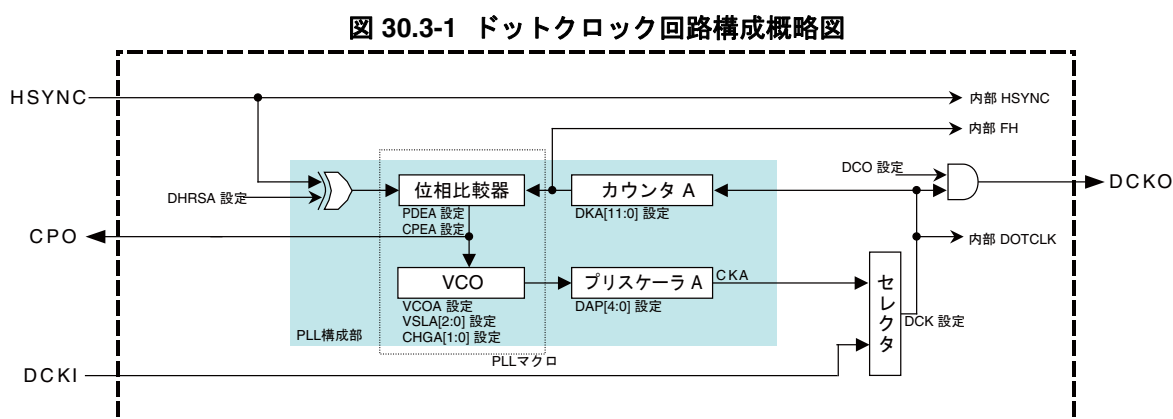 図 30.3-1 ドットクロック回路構成概略図
HSYNC
内部 HSYNC
内部 FH
DCO 設定
DHRSA 設定
位相比較器
カウンタ A
DCKO
PDEA 設定
CPEA 設定
DKA[11:0] 設定
CPO
内部 DOTCLK
VCO
プリスケーラ A
CKA
セレクタ
VCOA 設定
VSLA[2:0] 設定
CHGA[1:0] 設定
DAP[4:0] 設定
DCK 設定
PLL構成部
PLLマクロ
DCKI